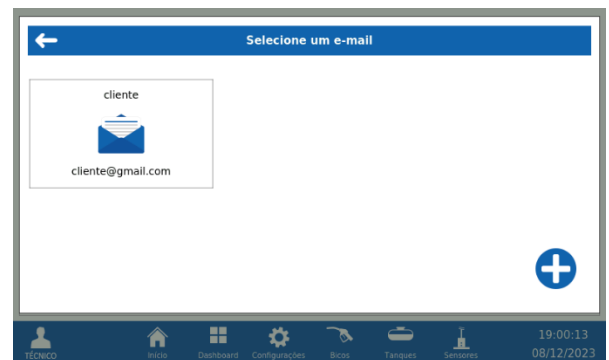 Selecione um e-mail
cliente
cliente@gmail.com
TÉCNICO
Início
Dashboard
Configurações
Bicos
Tanques
Sensores
19:00:13
08/12/2023